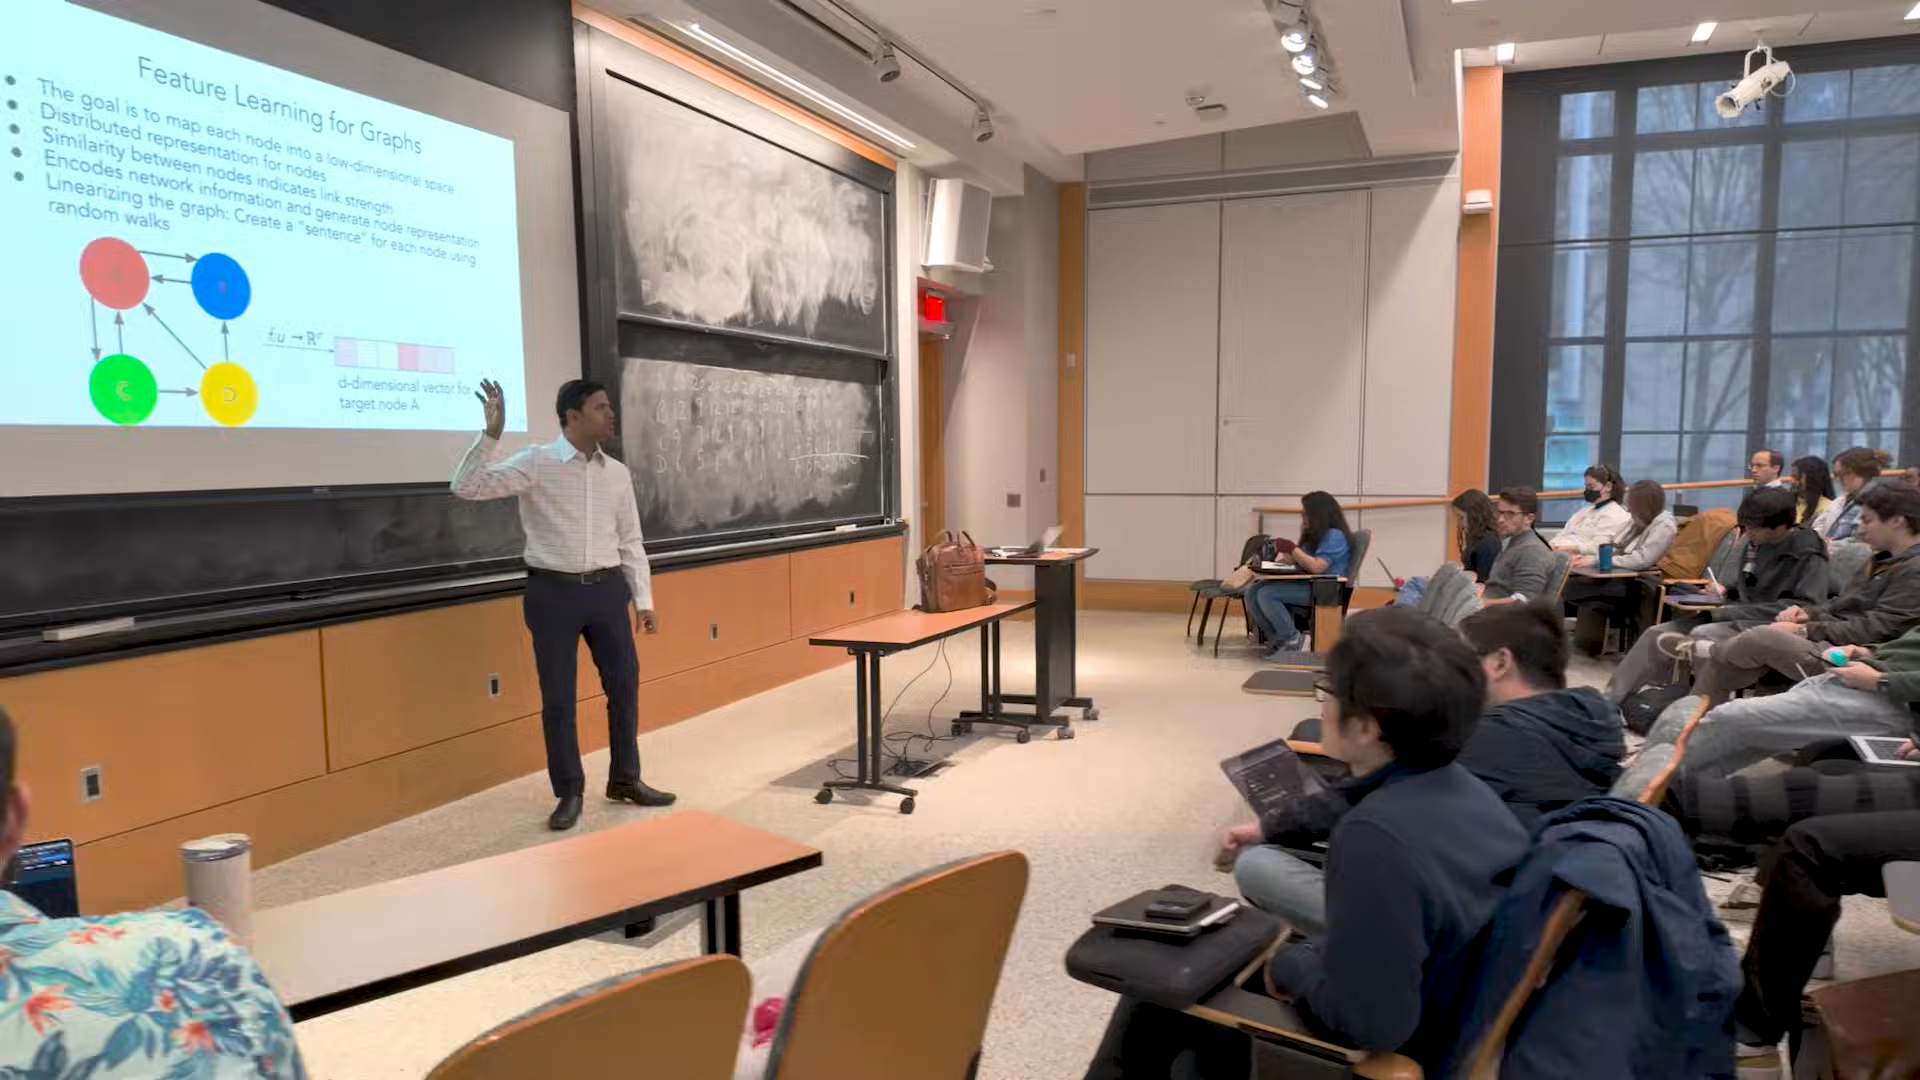 Feature Learning for Graphs
The goal is to map each node into a low-dimensional space
Distributed representation for nodes
Similarity between nodes indicates link strength
Encodes network information and generate node representation
Linearizing the graph: Create a "sentence" for each node using
random walks
f:u → ℝᵈ
C
D
d-dimensional vector for
target node A